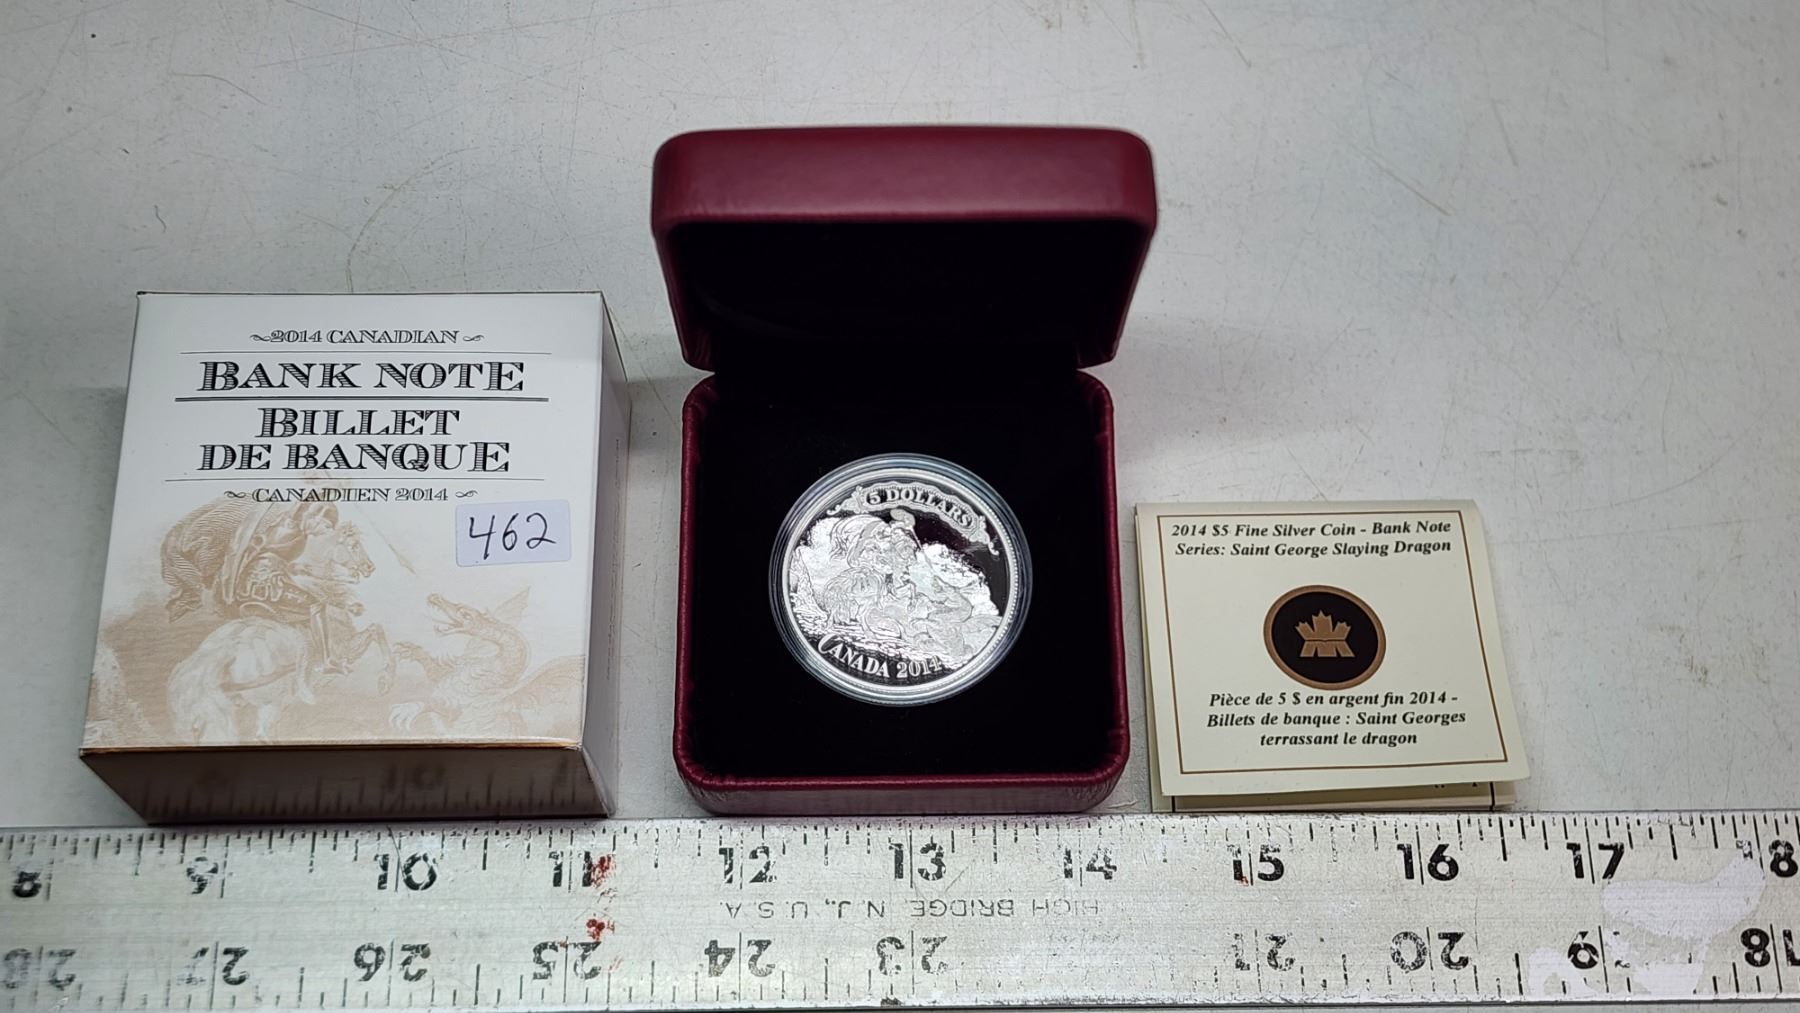 ~2014 CANADIAN~
BANK NOTE
BILLET
DE BANQUE
~CANADIEN 2014~
462
5 DOLLARS
CANADA 2014
2014 $5 Fine Silver Coin - Bank Note
Series: Saint George Slaying Dragon
Pièce de 5 $ en argent fin 2014 -
Billets de banque : Saint Georges
terrassant le dragon
8 9 10 11 12 13 14 15 16 17 18
HIGH BRIDGE, N.J., U.S.A.
28 27 26 25 24 23 21 20 19 18